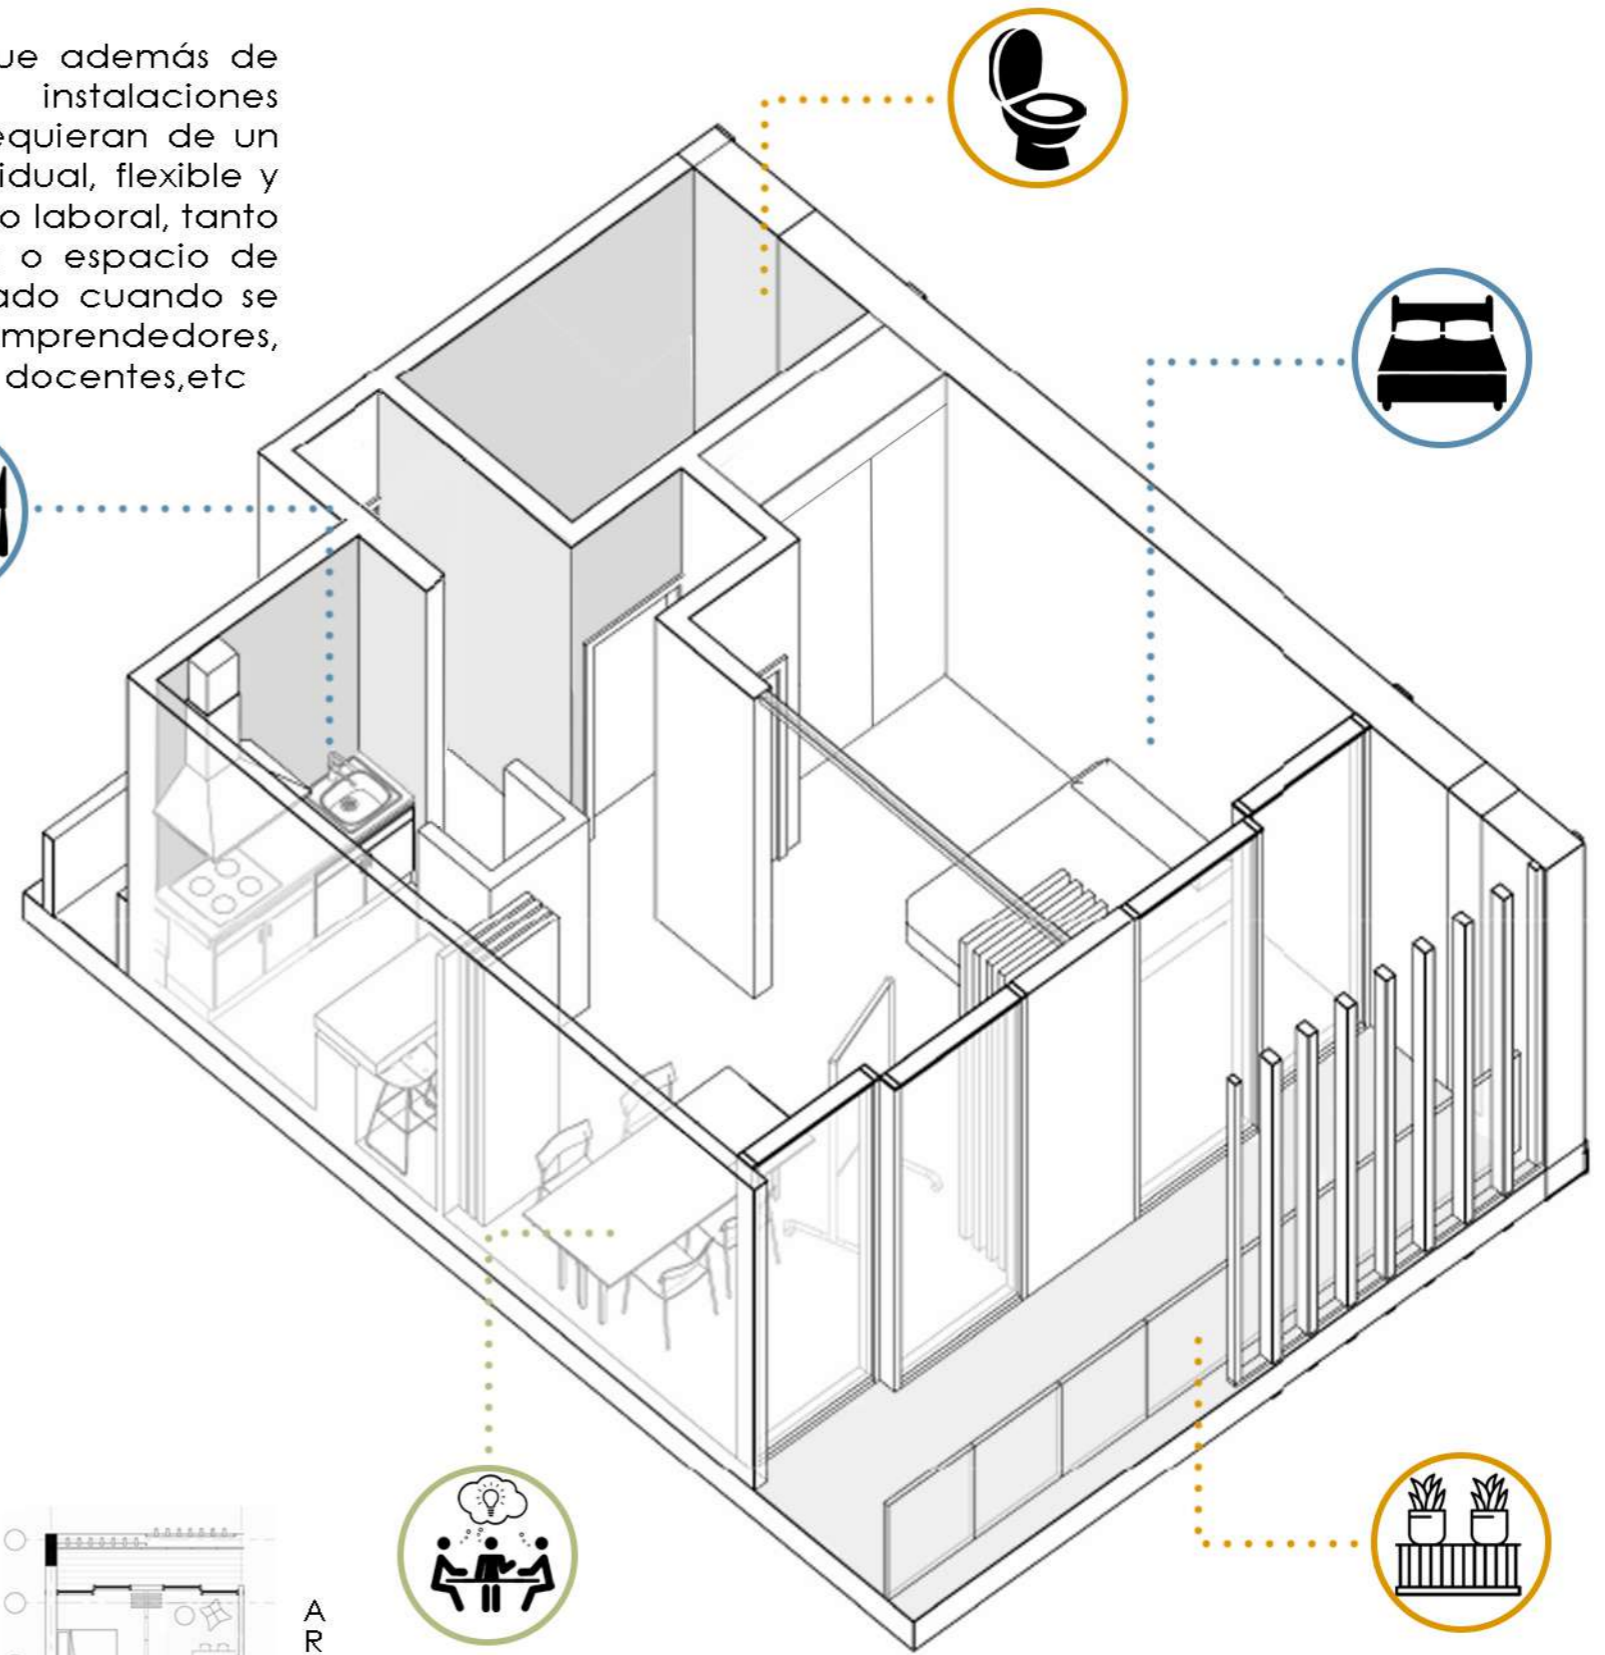 ue además de
instalaciones
equieran de un
idual, flexible y
o laboral, tanto
o espacio de
ado cuando se
mprendedores,
docentes,etc
A
R